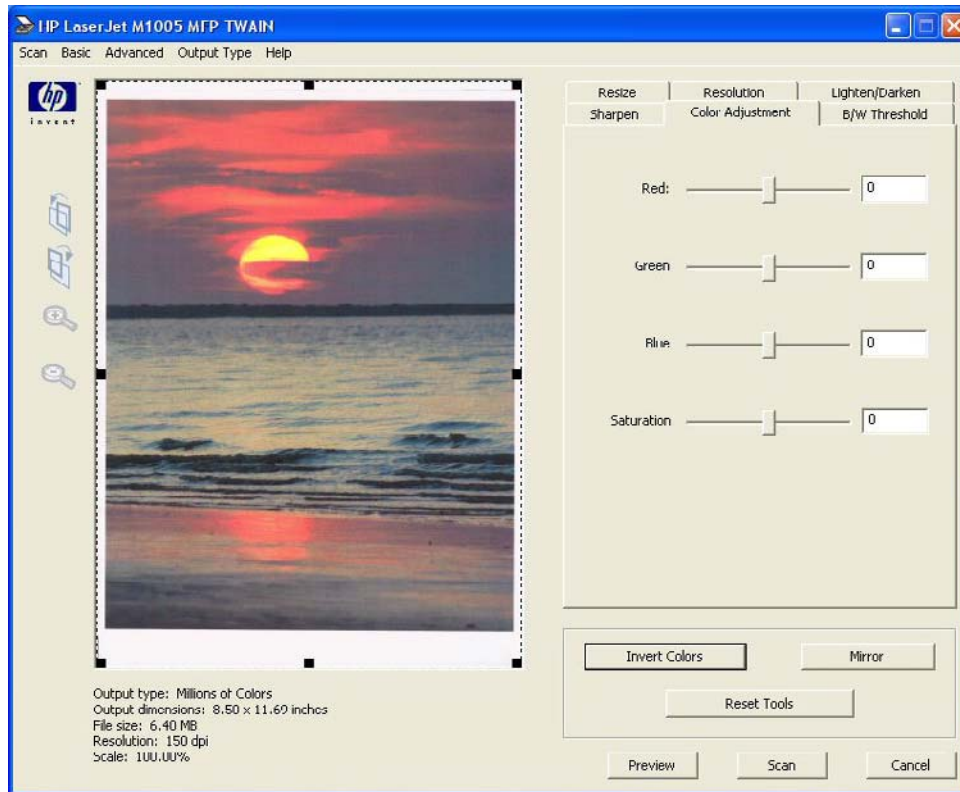 HP LaserJet M1005 MFP TWAIN
Scan Basic Advanced Output Type Help
hp
invent
Resize Resolution Lighten/Darken
Sharpen Color Adjustment B/W Threshold
Red: 0
Green 0
Blue 0
Saturation 0
Invert Colors Mirror
Reset Tools
Output type: Millions of Colors
Output dimensions: 8.50 x 11.69 inches
File size: 6.40 MB
Resolution: 150 dpi
Scale: 100.00%
Preview Scan Cancel